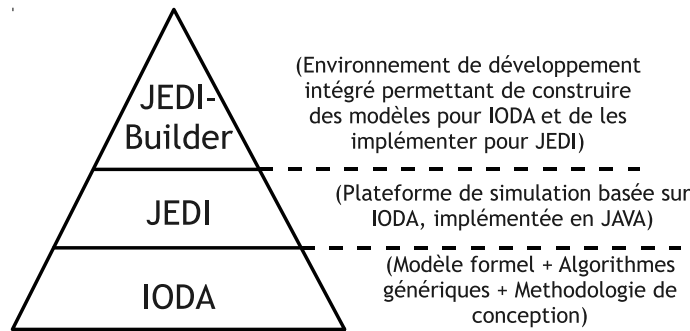 JEDI-
Builder
(Environnement de développement
intégré permettant de construire
des modèles pour IODA et de les
implémenter pour JEDI)
JEDI
(Plateforme de simulation basée sur
IODA, implémentée en JAVA)
IODA
(Modèle formel + Algorithmes
génériques + Methodologie de
conception)